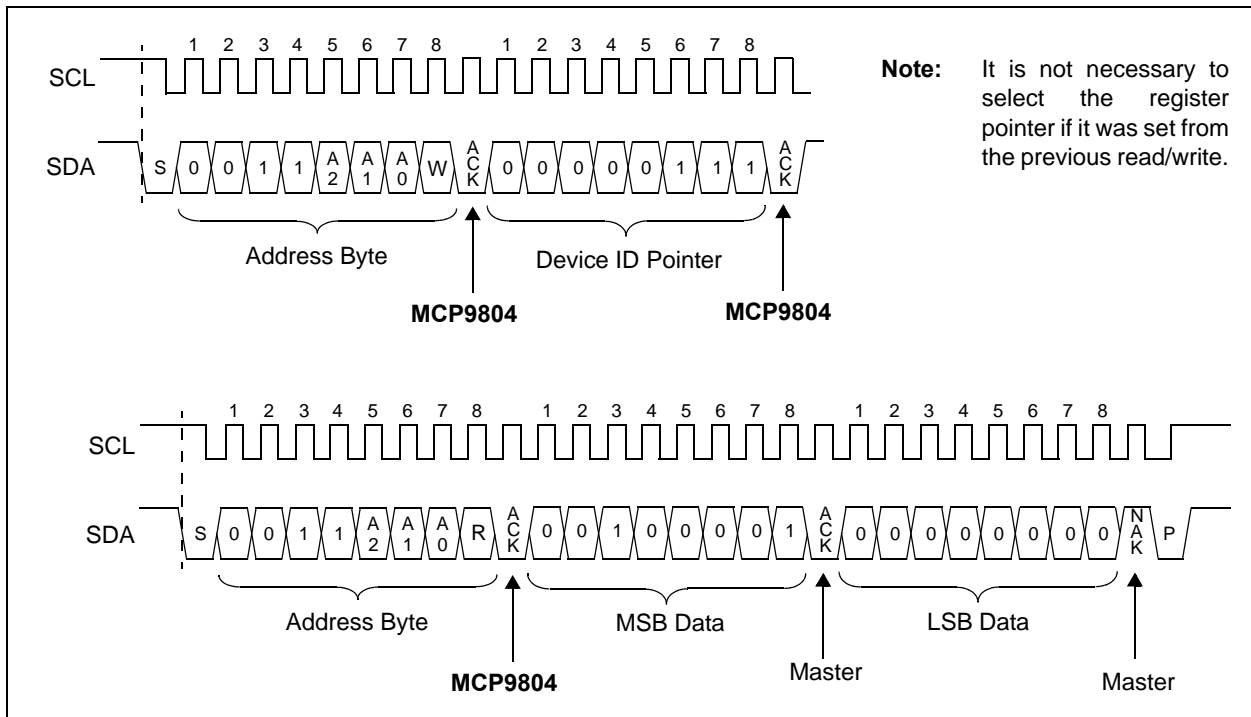 1 2 3 4 5 6 7 8 1 2 3 4 5 6 7 8
SCL
Note: It is not necessary to
select the register
pointer if it was set from
the previous read/write.
SDA S 0 0 1 1 A2 A1 A0 W ACK 0 0 0 0 0 1 1 1 ACK
Address Byte Device ID Pointer
MCP9804 MCP9804
1 2 3 4 5 6 7 8 1 2 3 4 5 6 7 8 1 2 3 4 5 6 7 8
SCL
SDA S 0 0 1 1 A2 A1 A0 R ACK 0 0 1 0 0 0 0 1 ACK 0 0 0 0 0 0 0 0 NAK P
Address Byte MSB Data LSB Data
MCP9804 Master Master